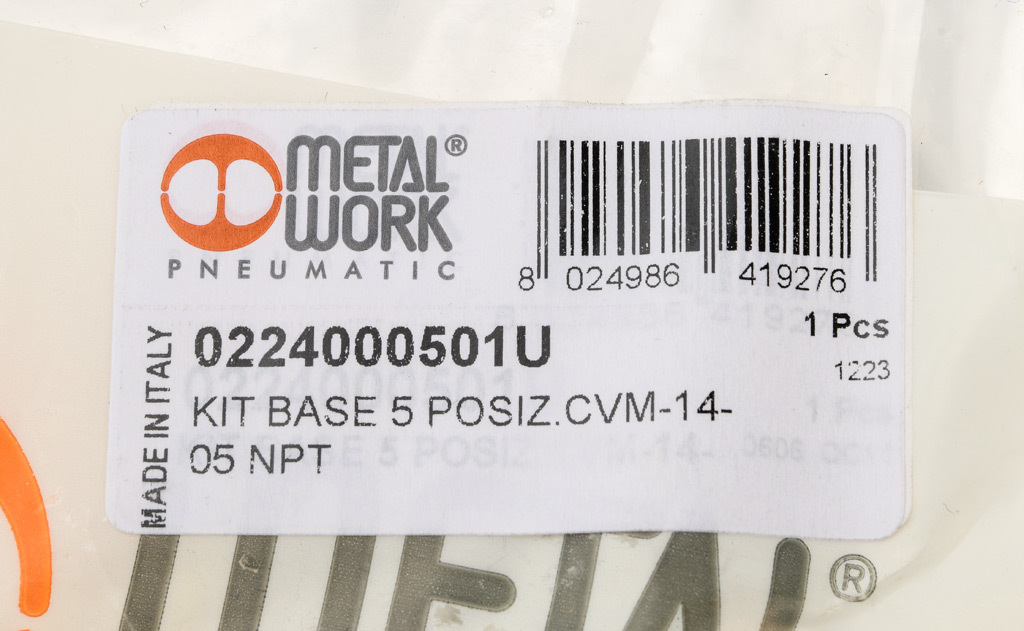 METAL®
WORK
PNEUMATIC
8 024986 419276
1 Pcs
1223
MADE IN ITALY
0224000501U
KIT BASE 5 POSIZ.CVM-14-
05 NPT
®